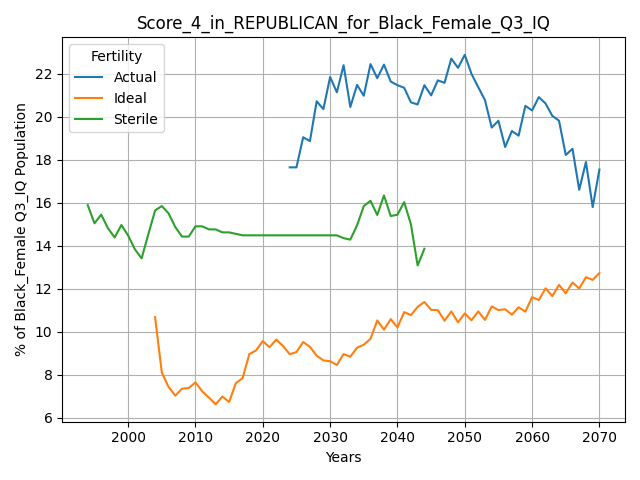 Score_4_in_REPUBLICAN_for_Black_Female_Q3_IQ
Fertility
Actual
Ideal
Sterile
% of Black_Female Q3_IQ Population
22
20
18
16
14
12
10
8
6
2000 2010 2020 2030 2040 2050 2060 2070
Years